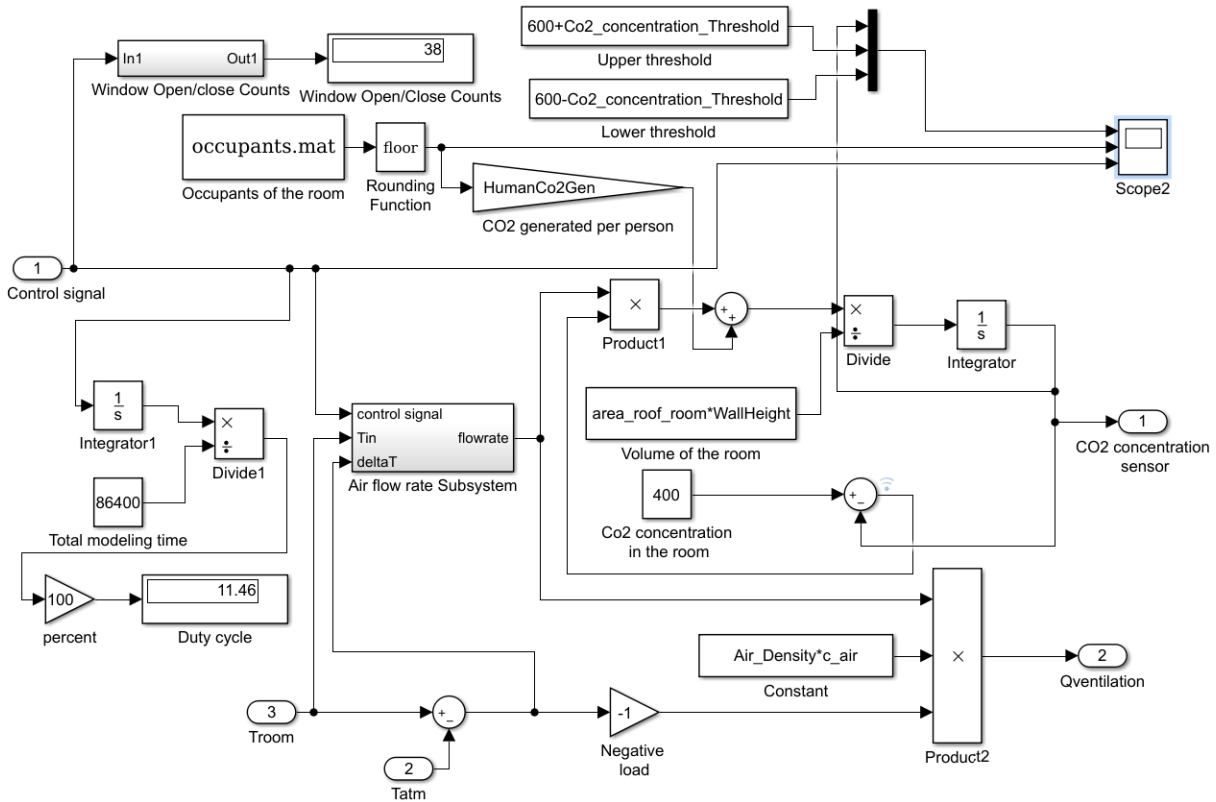 600+Co2_concentration_Threshold
Upper threshold
In1
Out1
38
Window Open/close Counts
Window Open/Close Counts
600-Co2_concentration_Threshold
Lower threshold
occupants.mat
floor
Occupants of the room
Rounding
Function
HumanCo2Gen
CO2 generated per person
Scope2
1
Control signal
×
Product1
+
+
×
÷
Divide
1
s
Integrator
1
s
Integrator1
×
÷
Divide1
control signal
Tin
deltaT
flowrate
Air flow rate Subsystem
area_roof_room*WallHeight
Volume of the room
1
CO2 concentration
sensor
86400
Total modeling time
400
Co2 concentration
in the room
+
−
100
percent
11.46
Duty cycle
Air_Density*c_air
Constant
×
Product2
2
Qventilation
3
Troom
+
−
-1
Negative
load
2
Tatm